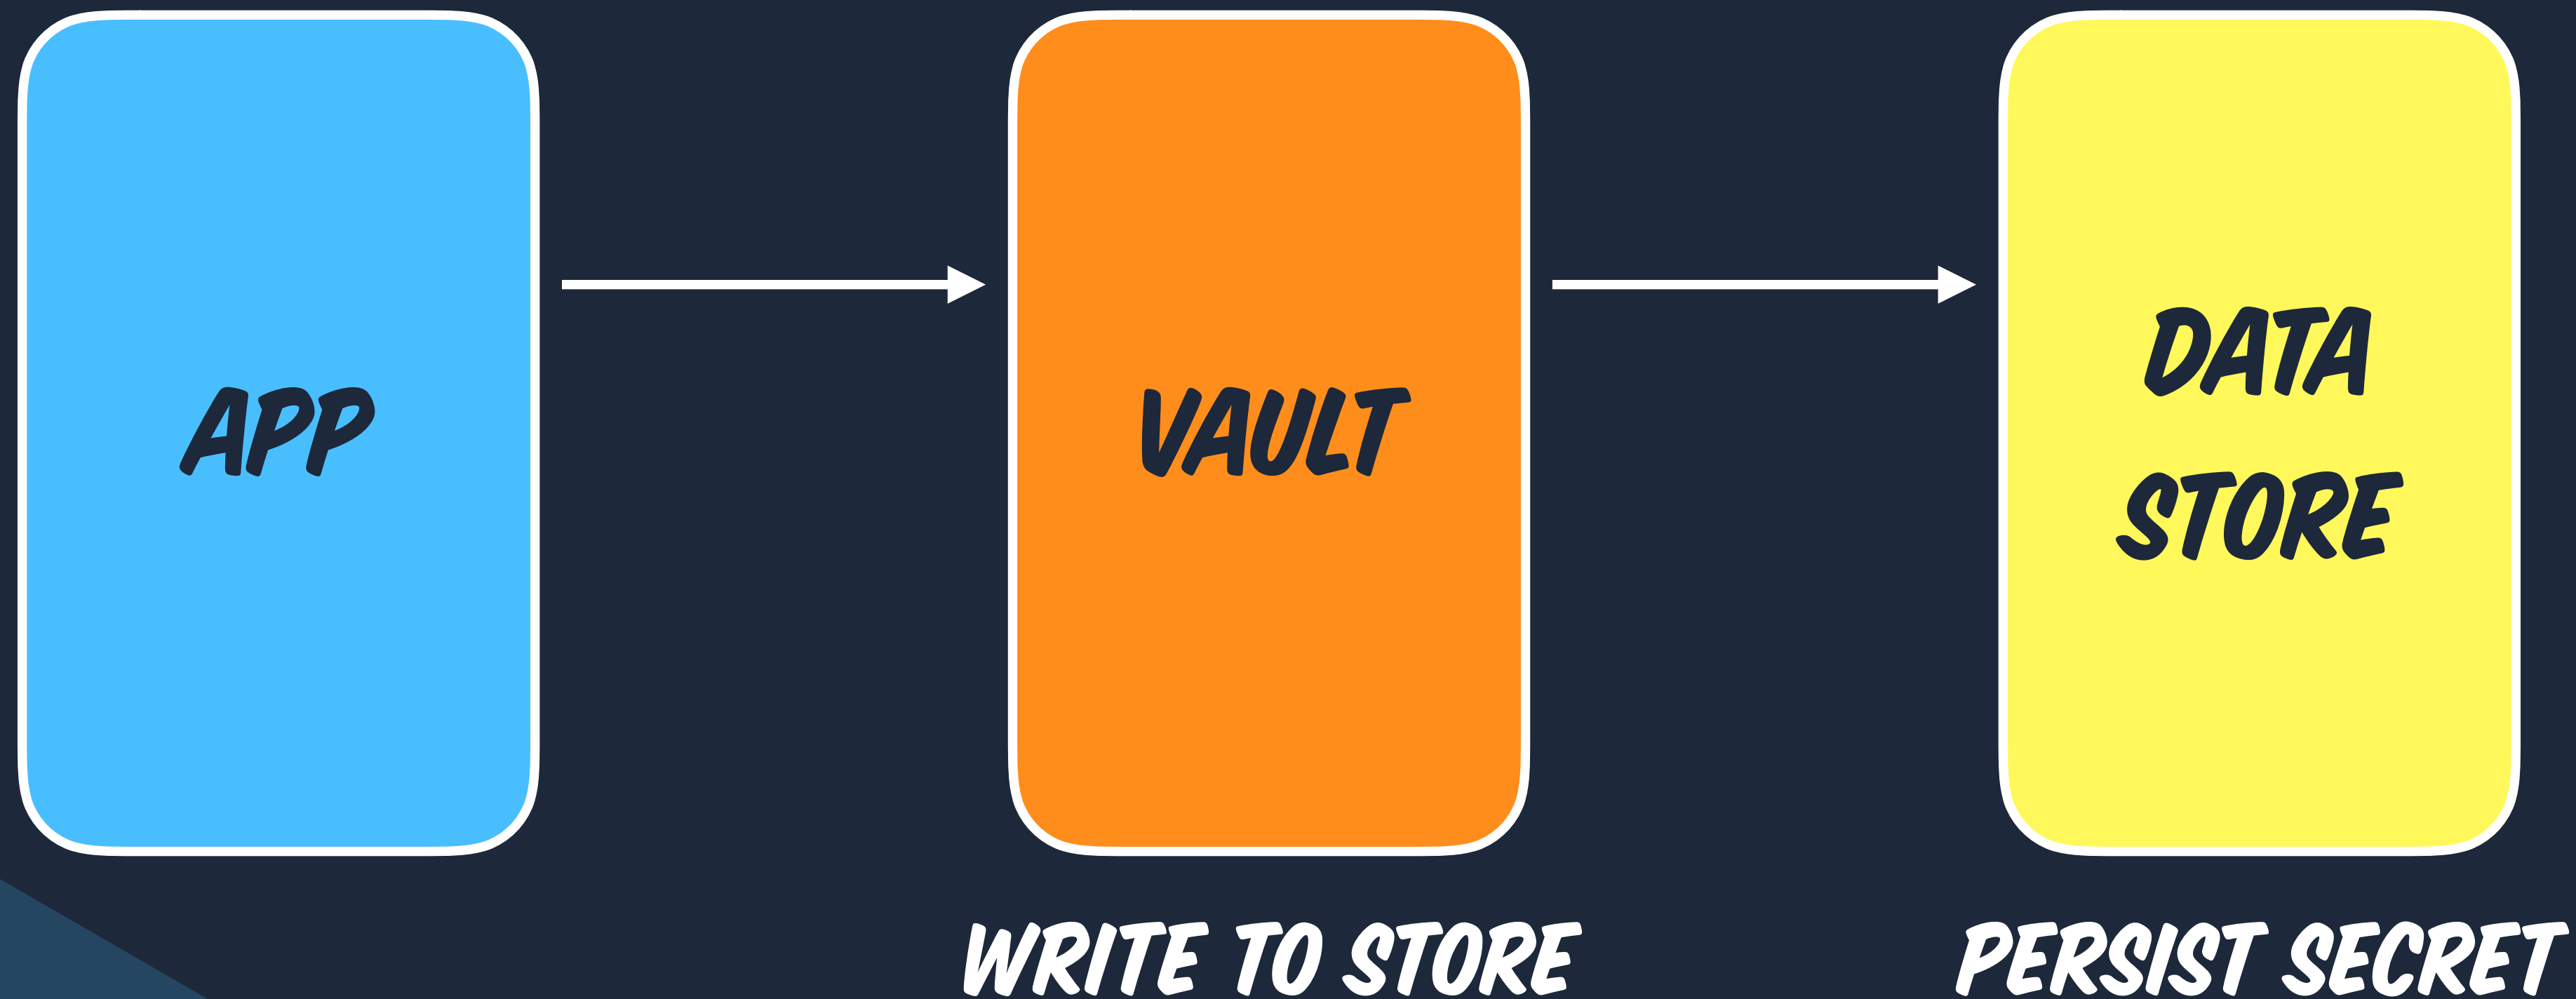 APP
VAULT
DATA
STORE
WRITE TO STORE
PERSIST SECRET